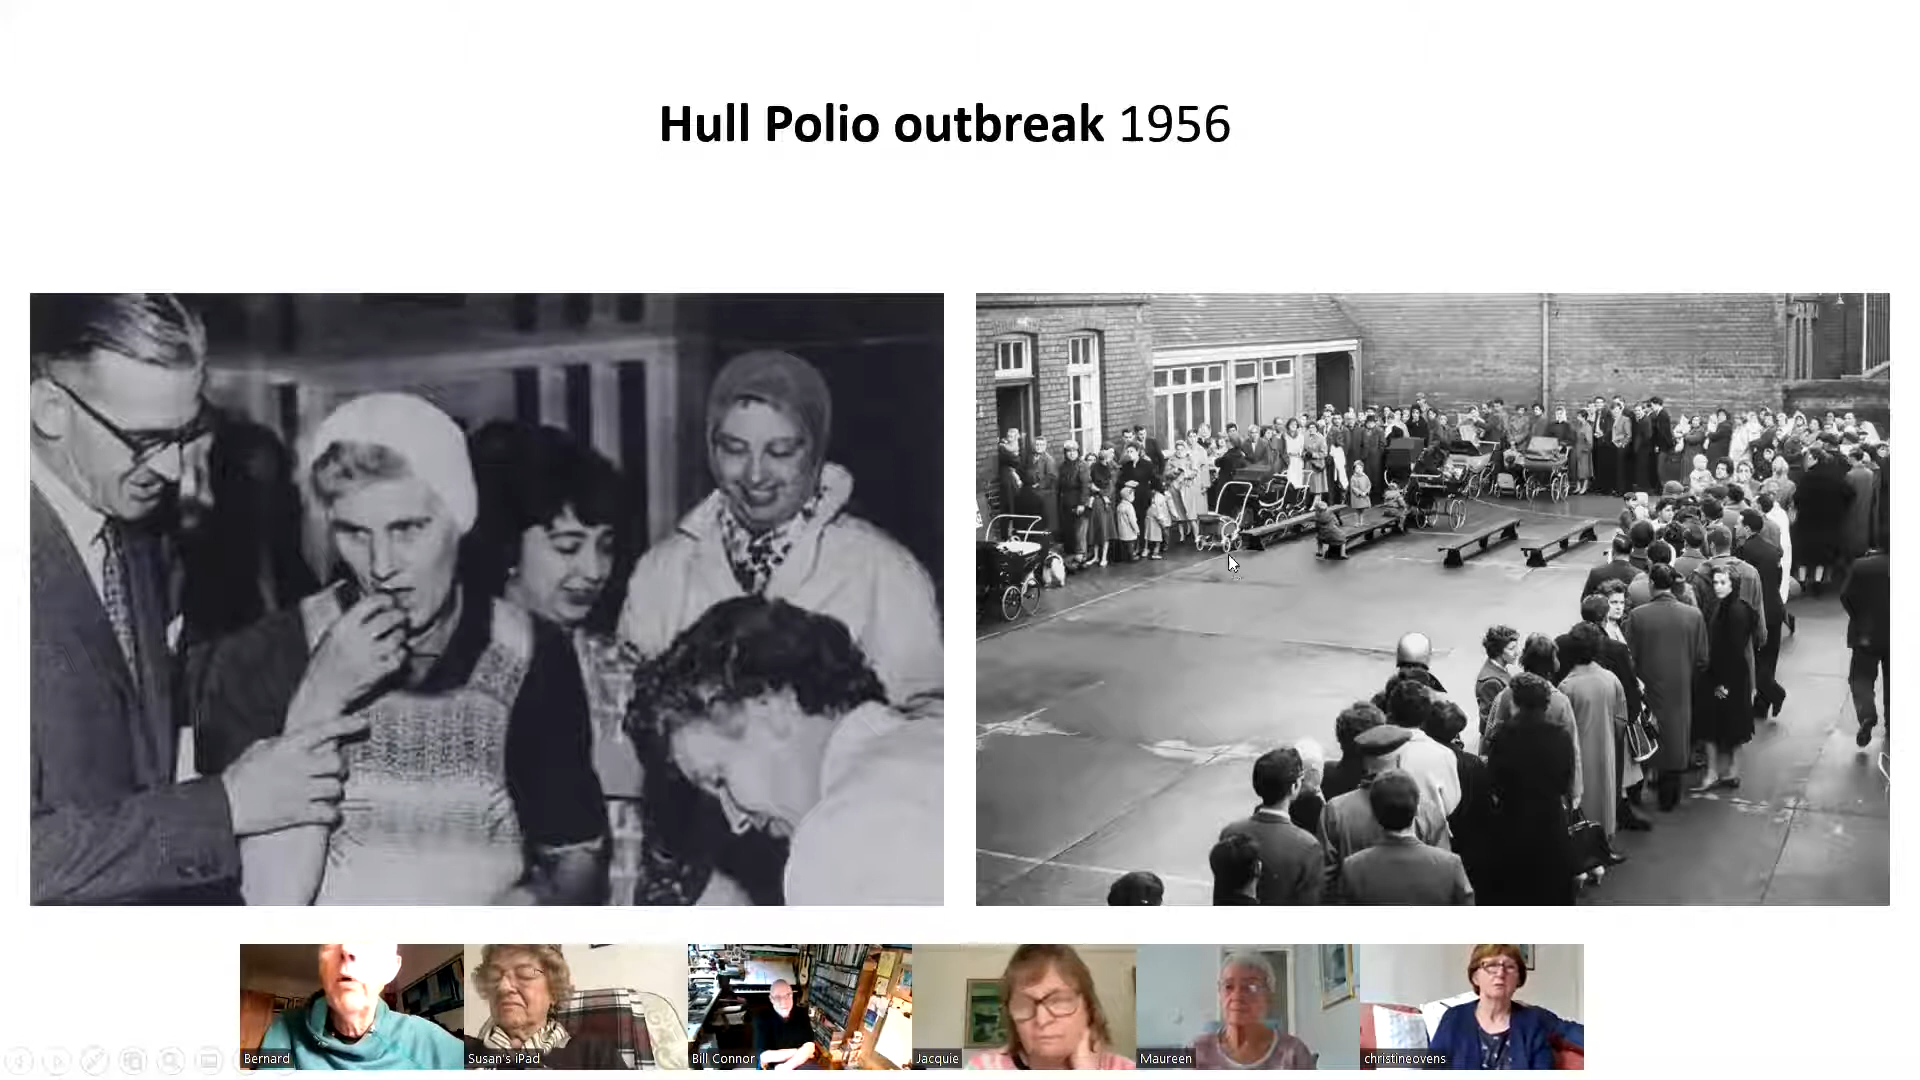 Hull Polio outbreak 1956
Bernard
Susan's iPad
Bill Connor
Jacquie
Maureen
christineovens